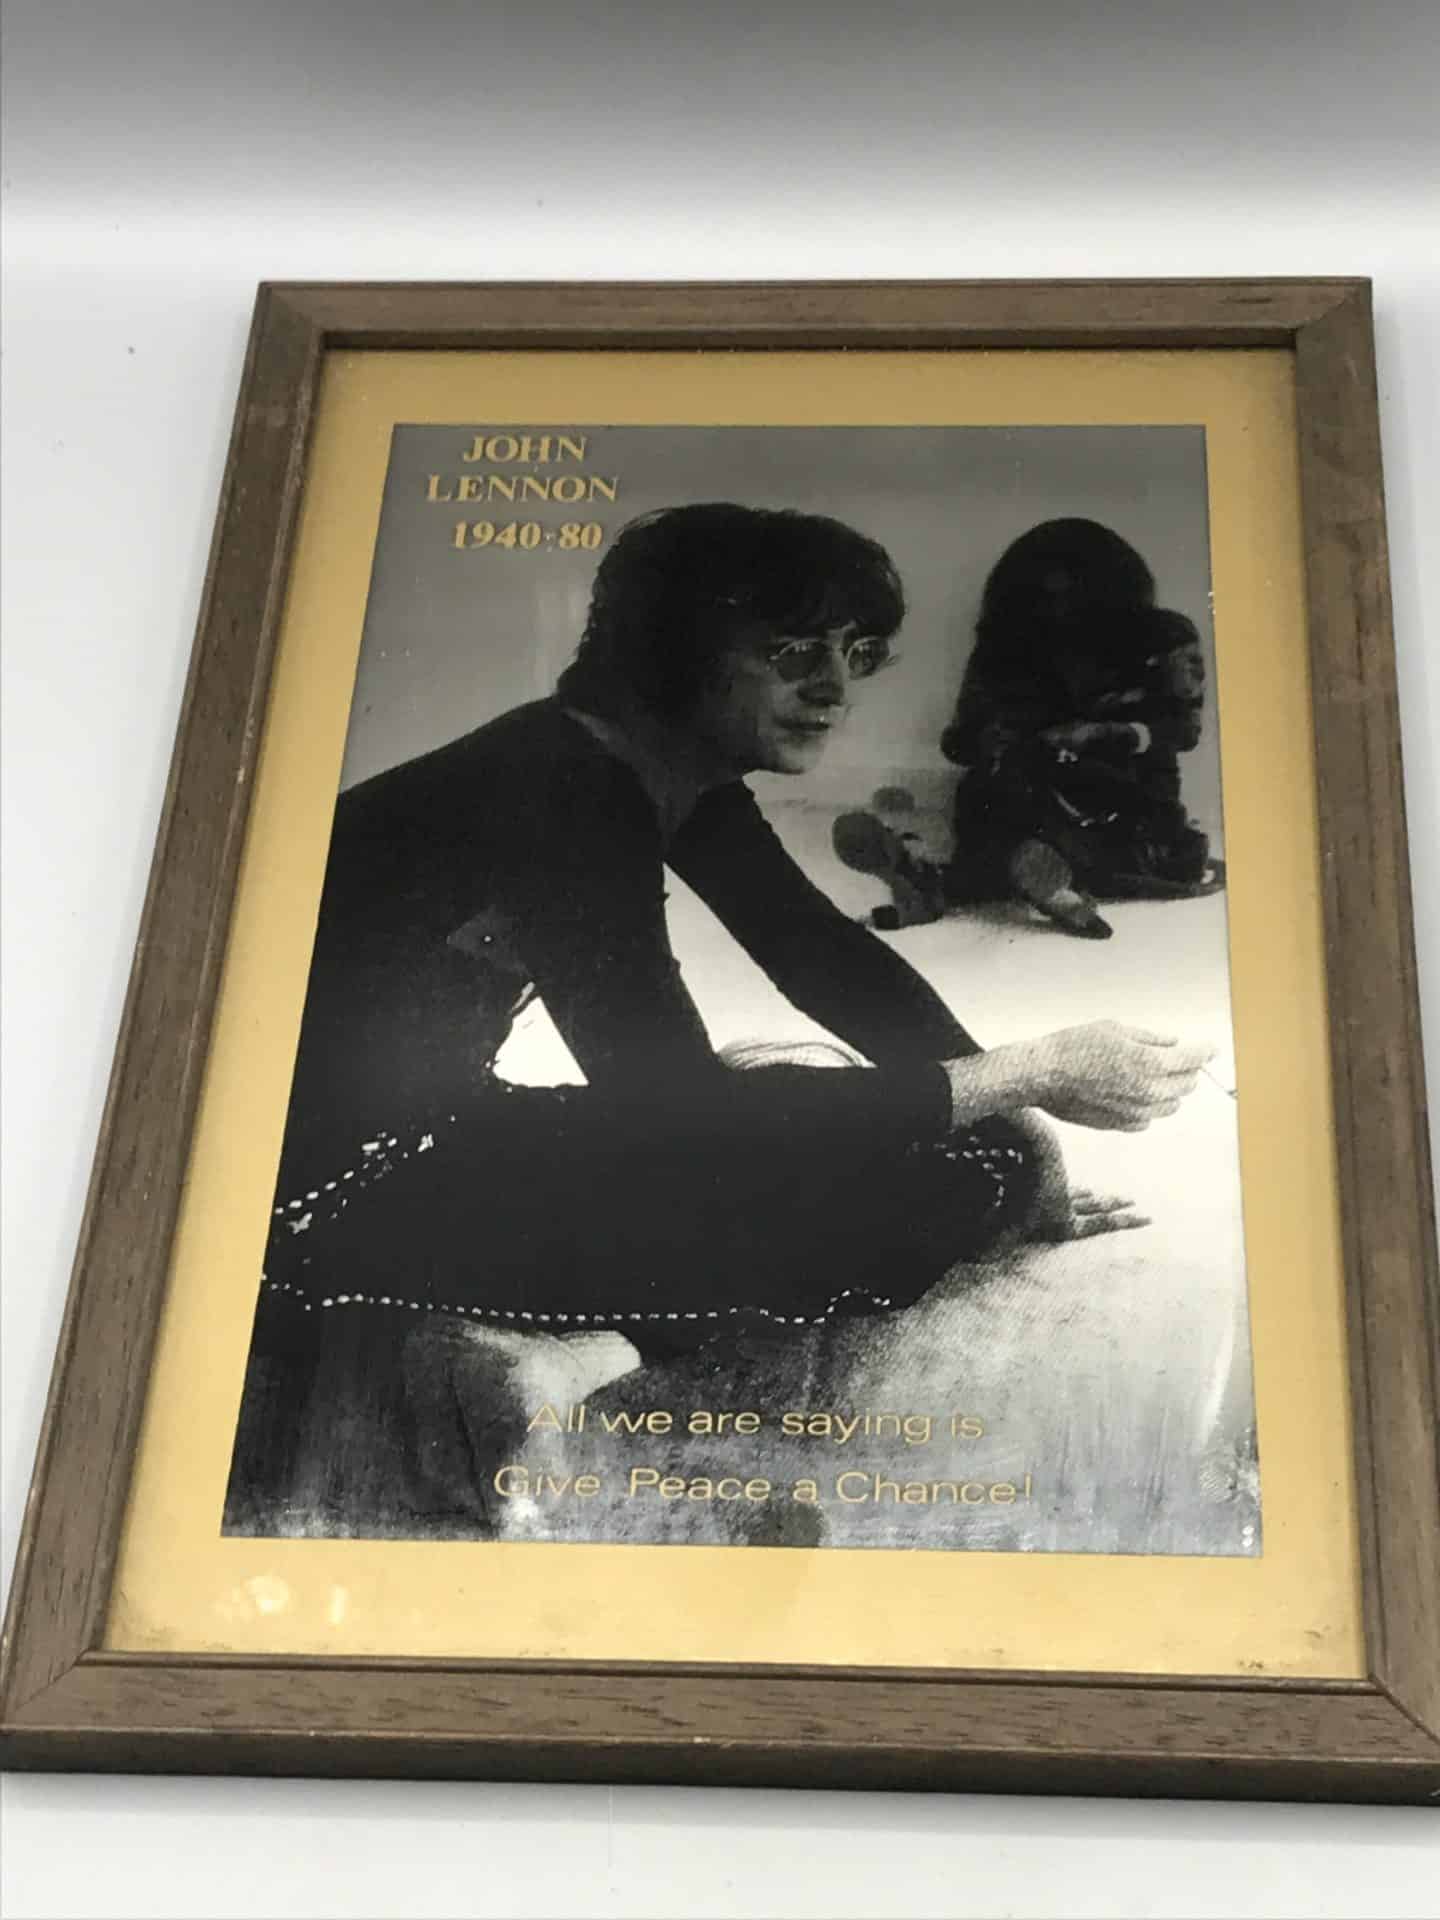 JOHN
LENNON
1940-80
All we are saying is
Give Peace a Chance!